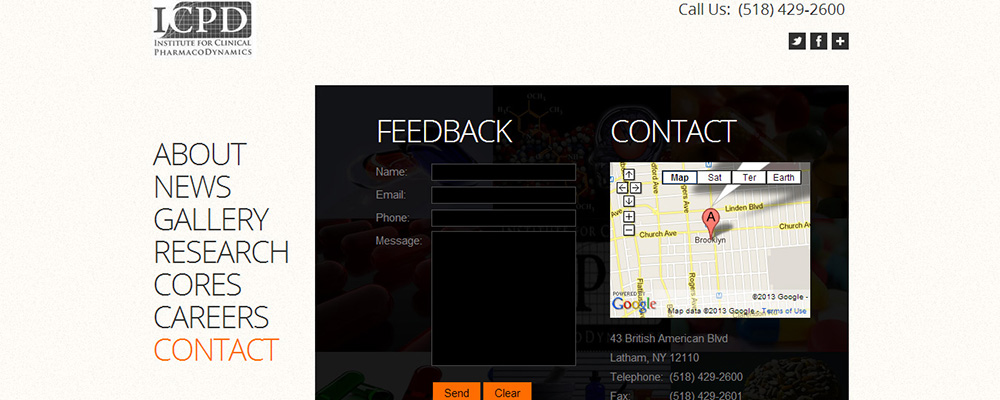 ICPD
INSTITUTE FOR CLINICAL
PHARMACODYNAMICS
Call Us: (518) 429-2600
ABOUT
NEWS
GALLERY
RESEARCH
CORES
CAREERS
CONTACT
FEEDBACK
Name:
Email:
Phone:
Message:
Send
Clear
CONTACT
Map
Sat
Ter
Earth
Rogers Ave
Linden Blvd
Church Ave
Church Ave
A
Brooklyn
Rogers
POWERED BY
Google
©2013 Google -
Map data ©2013 Google - Terms of Use
43 British American Blvd
Latham, NY 12110
Telephone: (518) 429-2600
Fax: (518) 429-2601